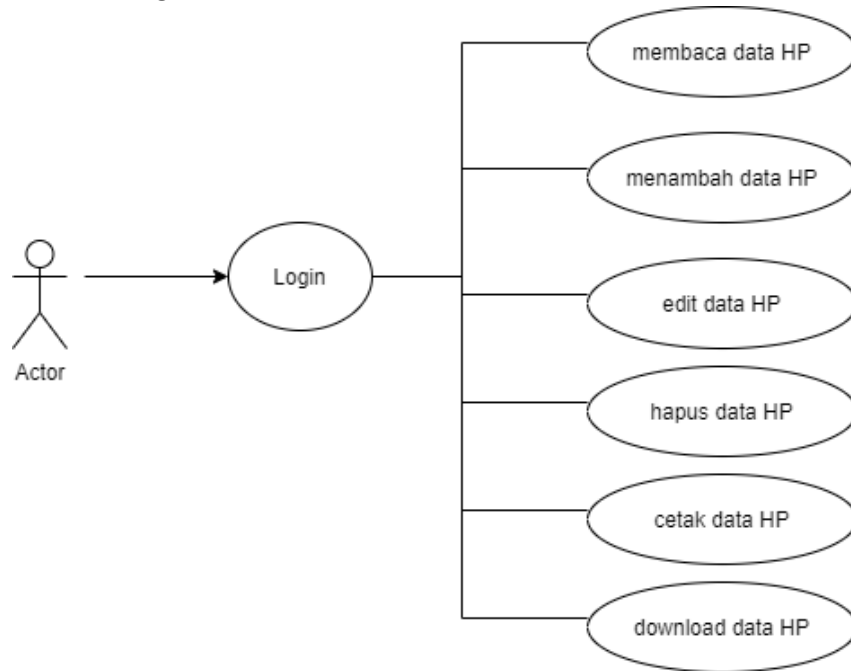 membaca data HP
menambah data HP
Login
edit data HP
Actor
hapus data HP
cetak data HP
download data HP